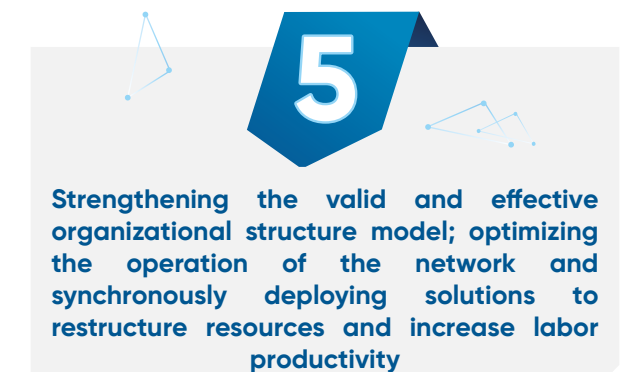 5
Strengthening the valid and effective
organizational structure model; optimizing
the operation of the network and
synchronously deploying solutions to
restructure resources and increase labor
productivity